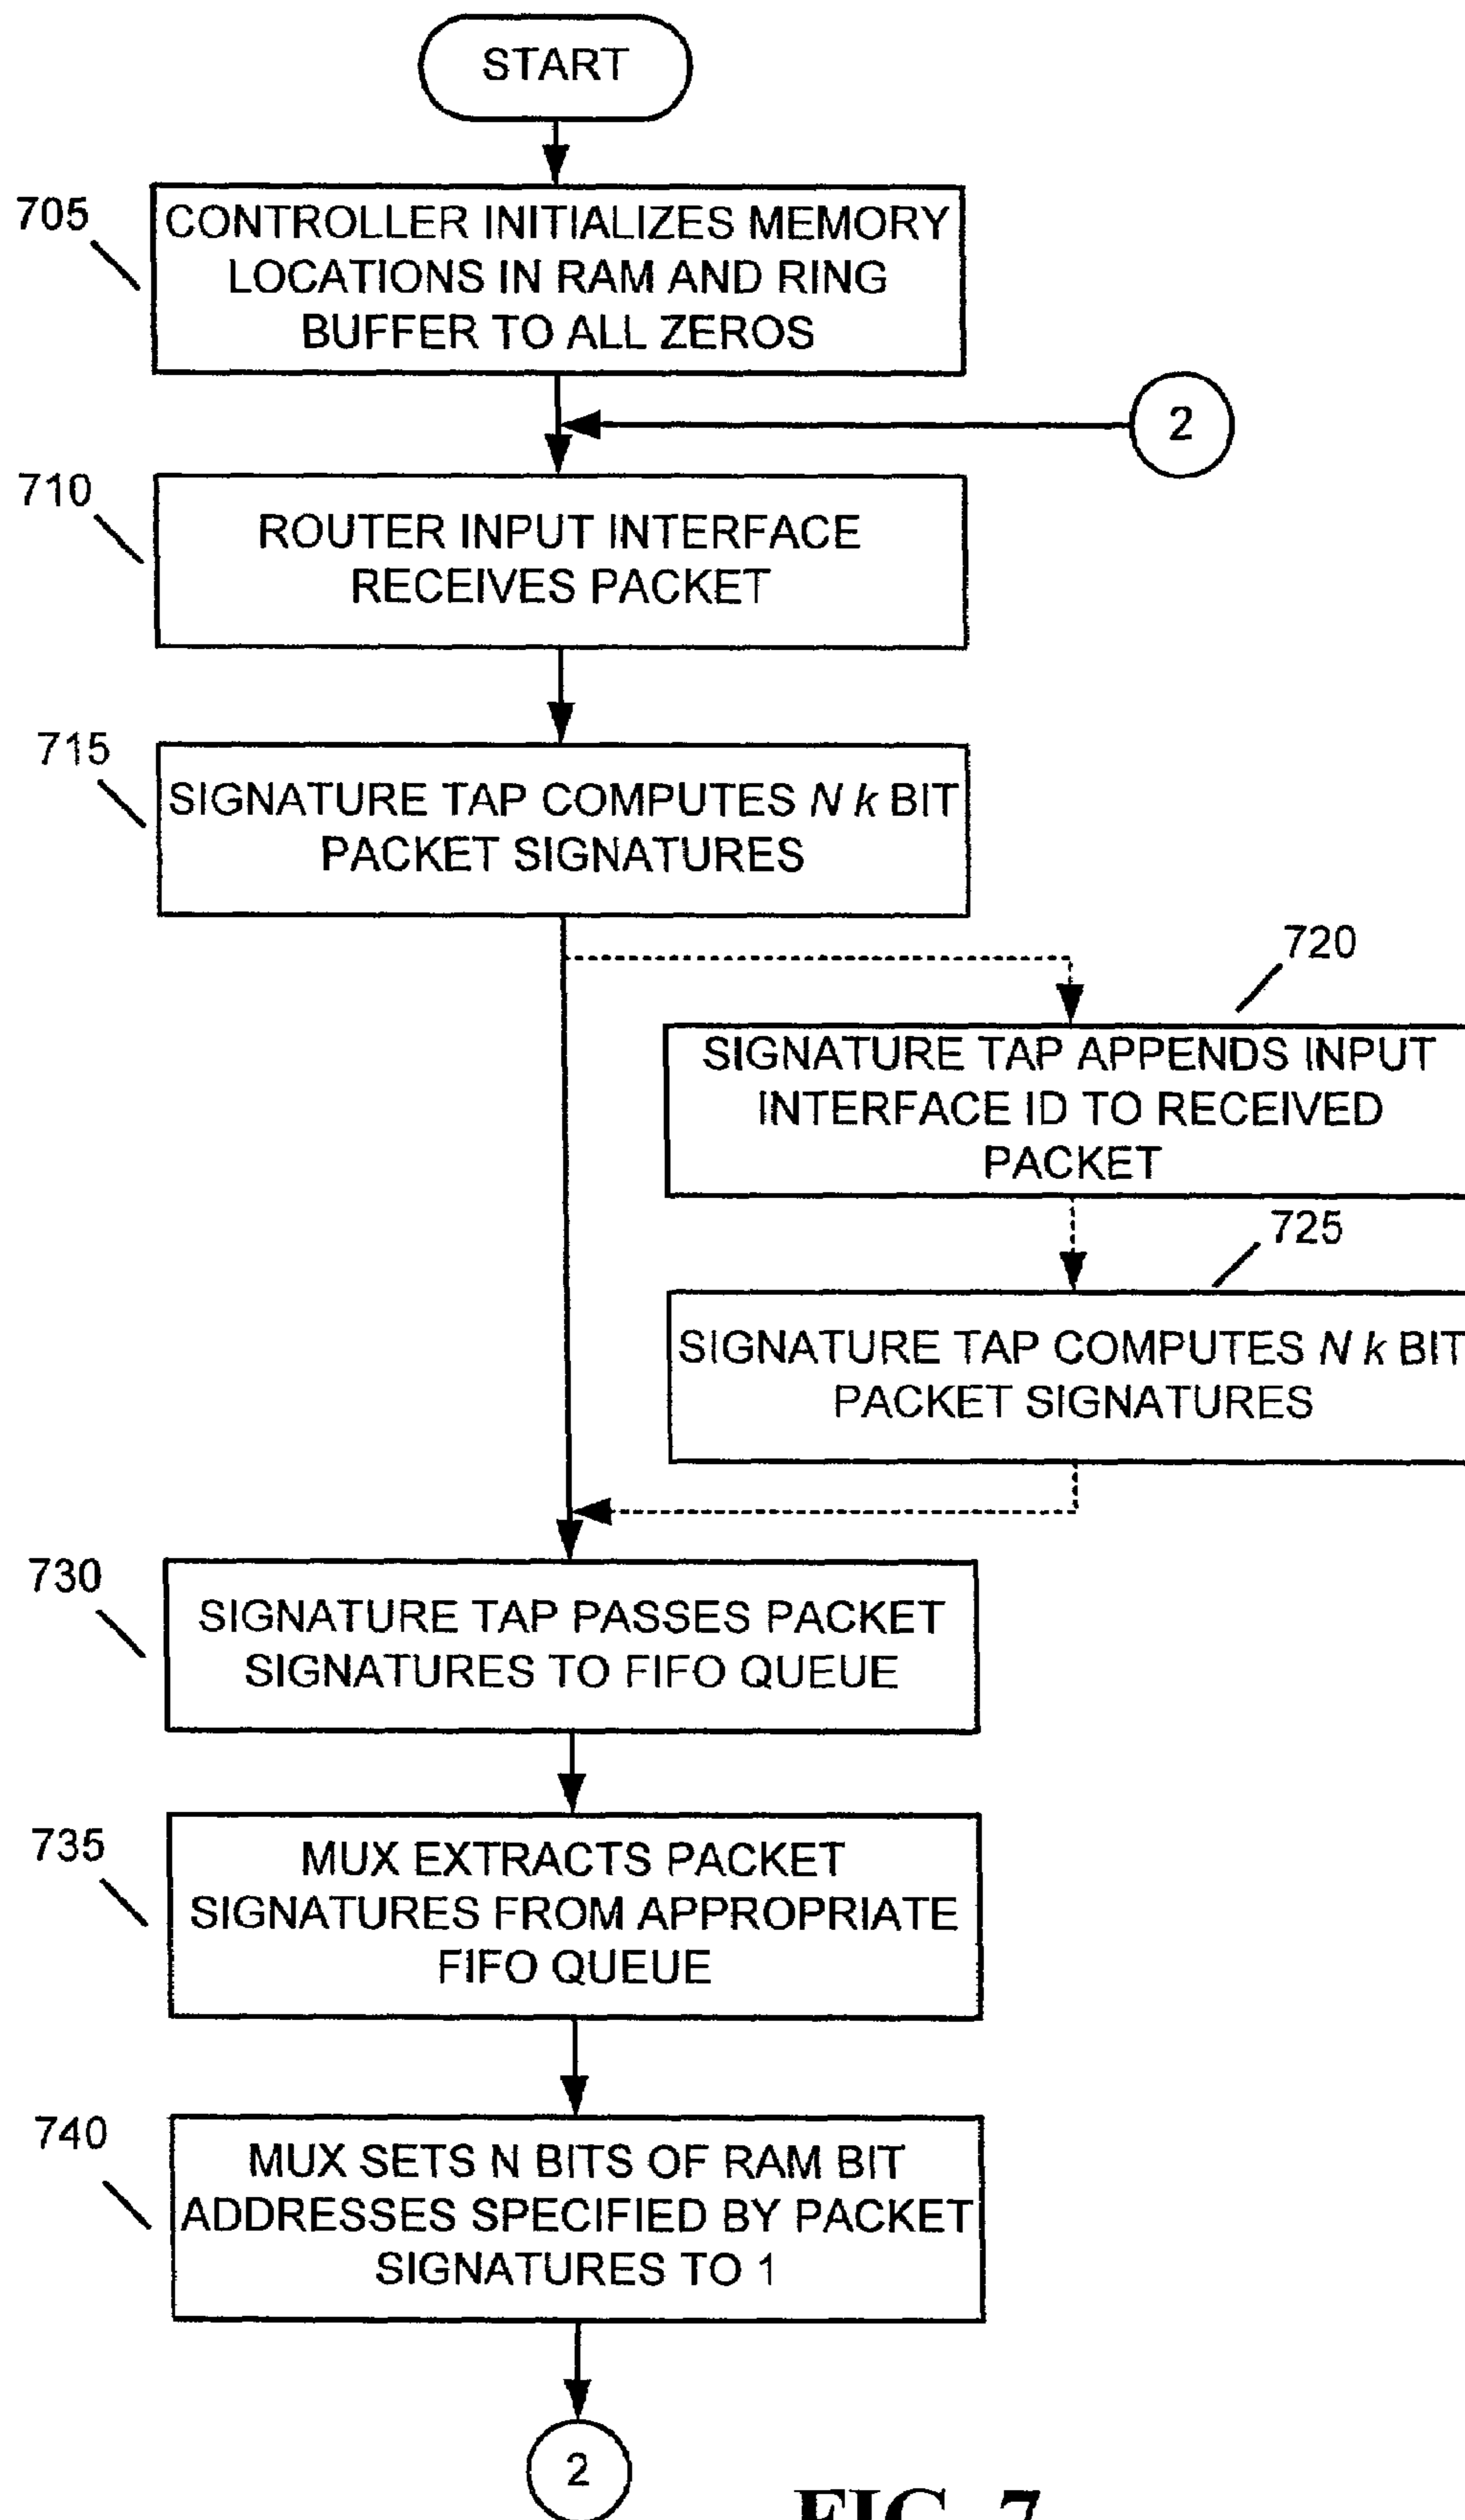 START
705
CONTROLLER INITIALIZES MEMORY
LOCATIONS IN RAM AND RING
BUFFER TO ALL ZEROS
2
710
ROUTER INPUT INTERFACE
RECEIVES PACKET
715
SIGNATURE TAP COMPUTES N k BIT
PACKET SIGNATURES
720
SIGNATURE TAP APPENDS INPUT
INTERFACE ID TO RECEIVED
PACKET
725
SIGNATURE TAP COMPUTES N k BIT
PACKET SIGNATURES
730
SIGNATURE TAP PASSES PACKET
SIGNATURES TO FIFO QUEUE
735
MUX EXTRACTS PACKET
SIGNATURES FROM APPROPRIATE
FIFO QUEUE
740
MUX SETS N BITS OF RAM BIT
ADDRESSES SPECIFIED BY PACKET
SIGNATURES TO 1
2
FIG. 7